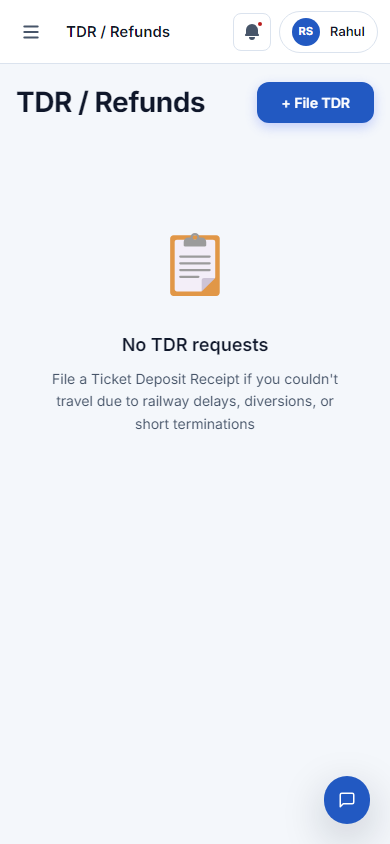 TDR / Refunds
RS
Rahul
TDR / Refunds
+ File TDR
No TDR requests
File a Ticket Deposit Receipt if you couldn't
travel due to railway delays, diversions, or
short terminations